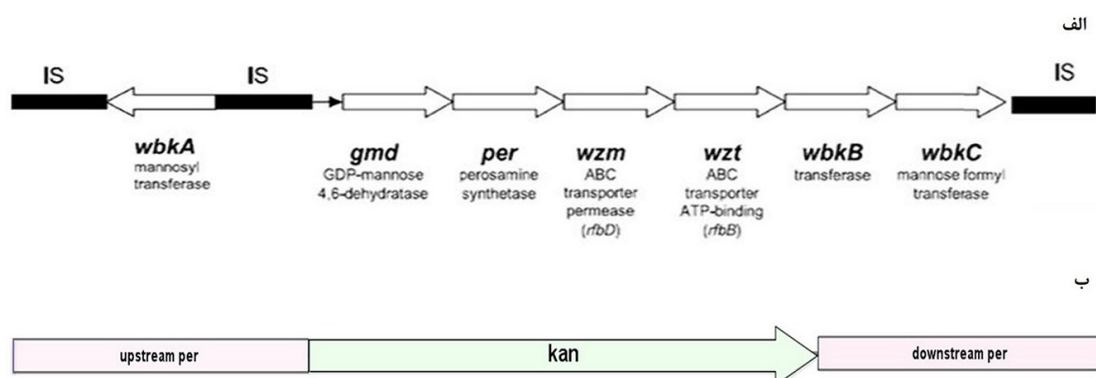 الف
IS
IS
IS
wbkA
mannosyl
transferase
gmd
GDP-mannose
4,6-dehydratase
per
perosamine
synthetase
wzm
ABC
transporter
permease
(rfbD)
wzt
ABC
transporter
ATP-binding
(rfbB)
wbkB
transferase
wbkC
mannose formyl
transferase
ب
upstream per
kan
downstream per